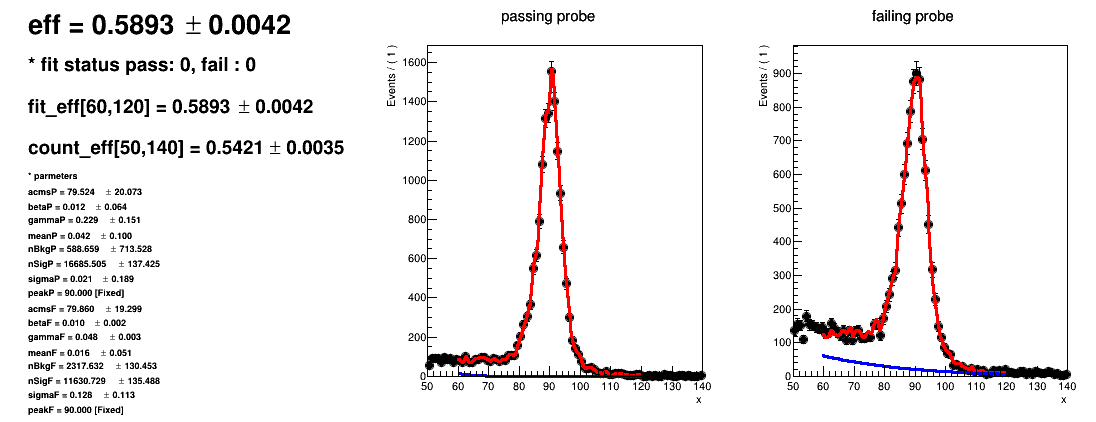 eff = 0.5893 ± 0.0042
* fit status pass: 0, fail : 0
fit_eff[60,120] = 0.5893 ± 0.0042
count_eff[50,140] = 0.5421 ± 0.0035
* parmeters
acmsP = 79.524 ± 20.073
betaP = 0.012 ± 0.064
gammaP = 0.229 ± 0.151
meanP = 0.042 ± 0.100
nBkgP = 588.659 ± 713.528
nSigP = 16685.505 ± 137.425
sigmaP = 0.021 ± 0.189
peakP = 90.000 [Fixed]
acmsF = 79.860 ± 19.299
betaF = 0.010 ± 0.002
gammaF = 0.048 ± 0.003
meanF = 0.016 ± 0.051
nBkgF = 2317.632 ± 130.453
nSigF = 11630.729 ± 135.488
sigmaF = 0.128 ± 0.113
peakF = 90.000 [Fixed]
passing probe
Events / ( 1 )
1600
1400
1200
1000
800
600
400
200
0
50 60 70 80 90 100 110 120 130 140
x
failing probe
Events / ( 1 )
900
800
700
600
500
400
300
200
100
0
50 60 70 80 90 100 110 120 130 140
x